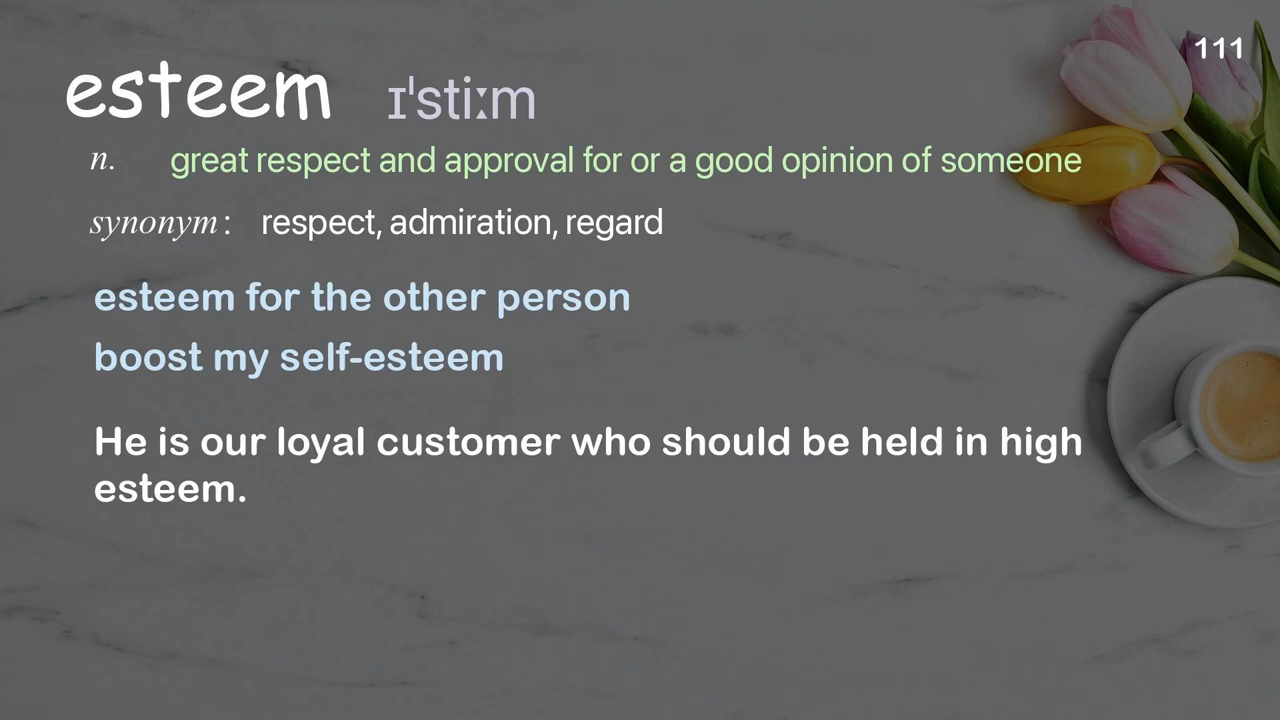 111
esteem ɪˈstiːm
n. great respect and approval for or a good opinion of someone
synonym: respect, admiration, regard
esteem for the other person
boost my self-esteem
He is our loyal customer who should be held in high
esteem.